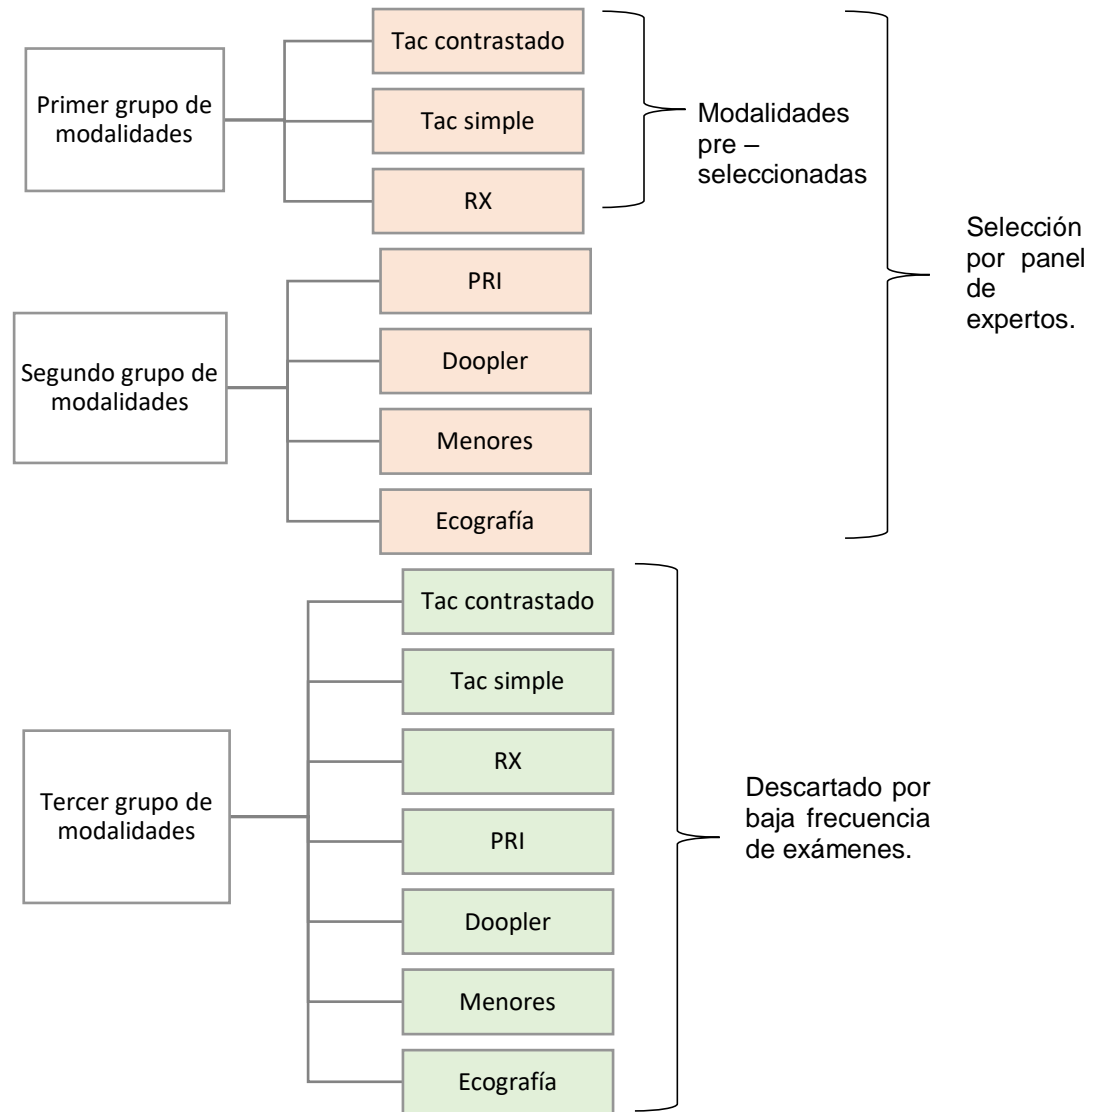 Primer grupo de
modalidades
Tac contrastado
Tac simple
RX
Modalidades
pre –
seleccionadas
Segundo grupo de
modalidades
PRI
Doopler
Menores
Ecografía
Selección
por panel
de
expertos.
Tercer grupo de
modalidades
Tac contrastado
Tac simple
RX
PRI
Doopler
Menores
Ecografía
Descartado por
baja frecuencia
de exámenes.